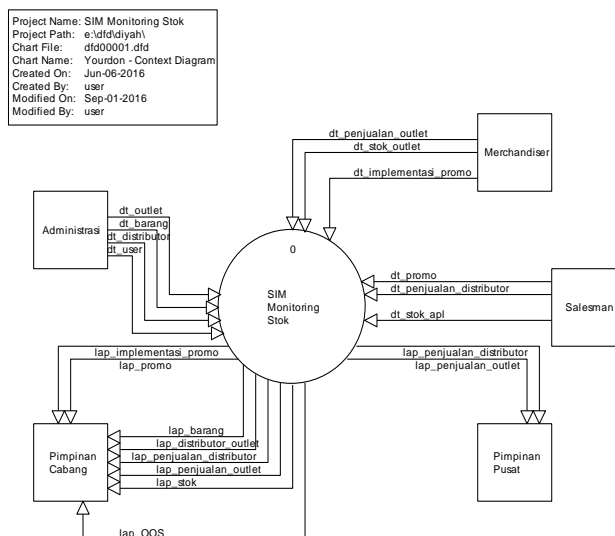 Project Name: SIM Monitoring Stok
Project Path: e:\dfd\diyah\
Chart File: dfd00001.dfd
Chart Name: Yourdon - Context Diagram
Created On: Jun-06-2016
Created By: user
Modified On: Sep-01-2016
Modified By: user
dt_penjualan_outlet
dt_stok_outlet
dt_implementasi_promo
Merchandiser
Administrasi
dt_outlet
dt_barang
dt_distributor
dt_user
0
SIM
Monitoring
Stok
dt_promo
dt_penjualan_distributor
dt_stok_apl
Salesman
lap_implementasi_promo
lap_promo
lap_penjualan_distributor
lap_penjualan_outlet
Pimpinan
Cabang
lap_barang
lap_distributor_outlet
lap_penjualan_distributor
lap_penjualan_outlet
lap_stok
Pimpinan
Pusat
lap_OOS